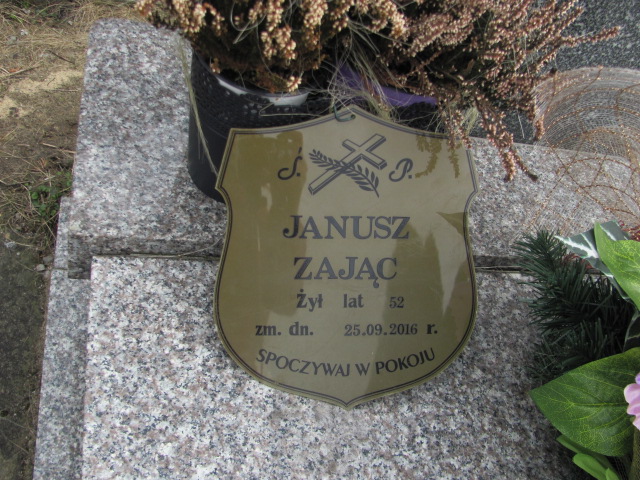 Ś. P.
JANUSZ
ZAJĄC
Żył lat 52
zm. dn. 25.09.2016 r.
SPOCZYWAJ W POKOJU